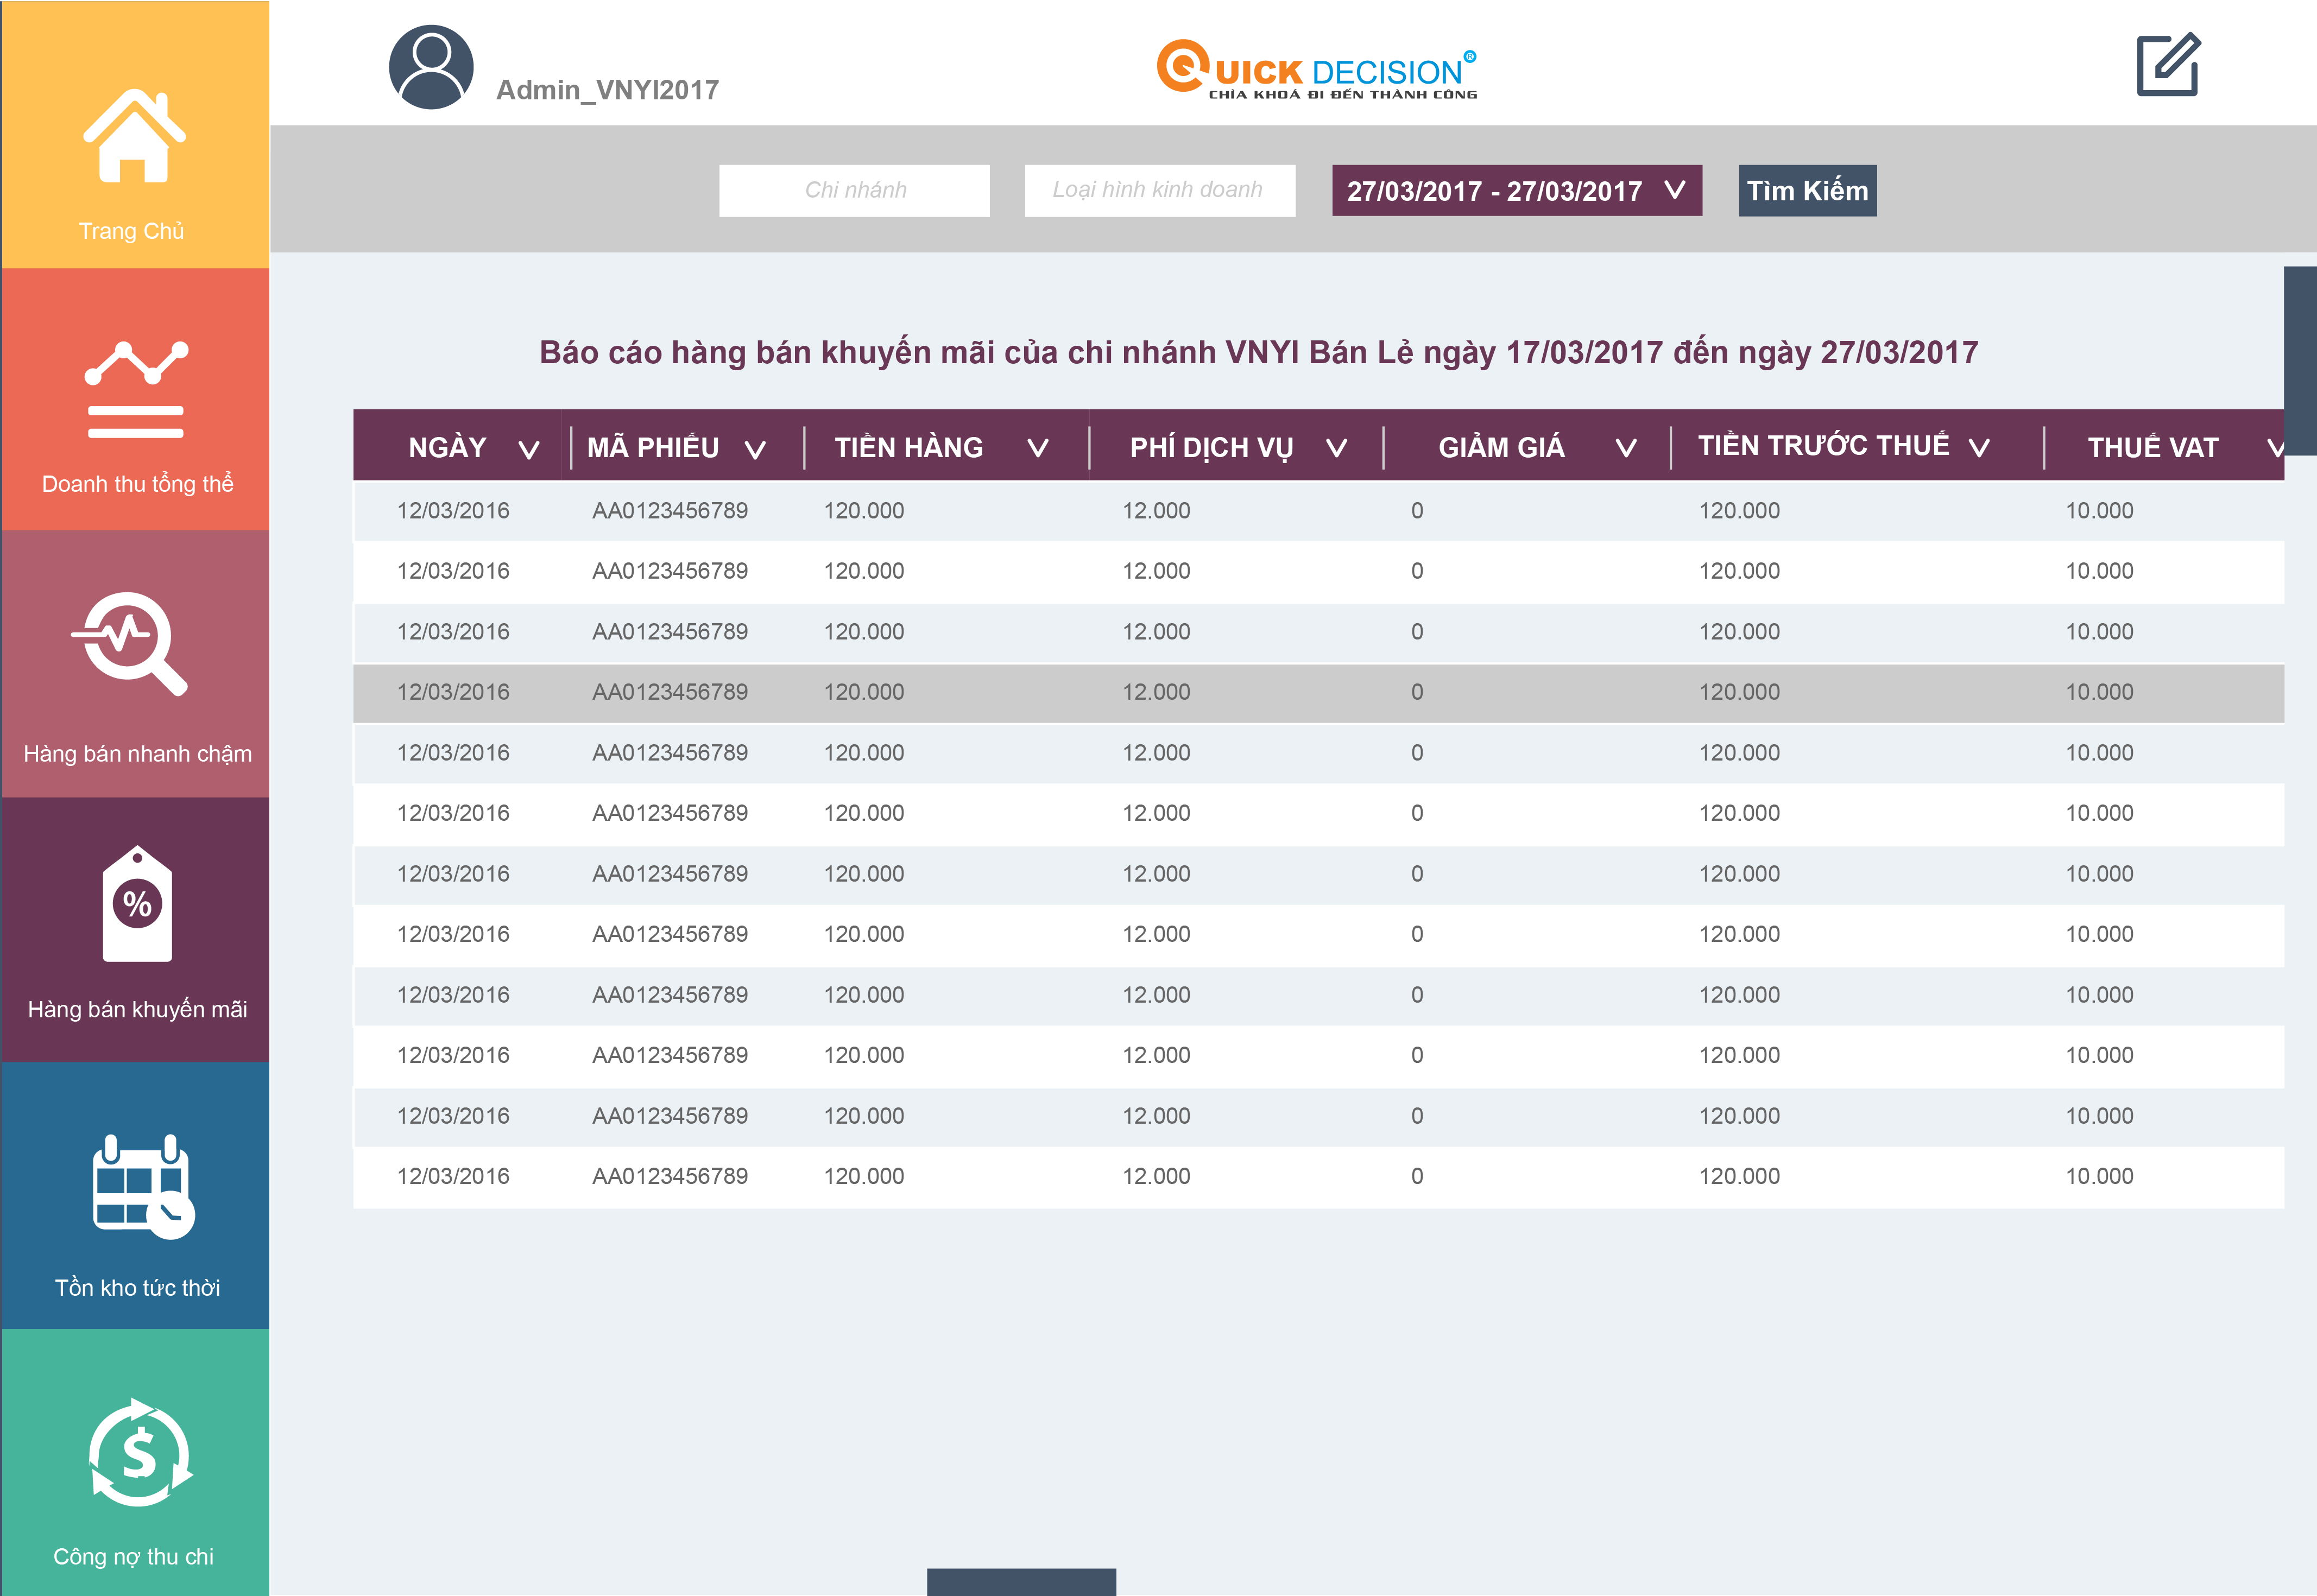 Admin_VNYI2017
QUICK DECISION®
CHÌA KHOÁ ĐI ĐẾN THÀNH CÔNG
Chi nhánh
Loại hình kinh doanh
27/03/2017 - 27/03/2017
Tìm Kiếm
Trang Chủ
Doanh thu tổng thể
Hàng bán nhanh chậm
%
Hàng bán khuyến mãi
Tồn kho tức thời
$
Công nợ thu chi
Báo cáo hàng bán khuyến mãi của chi nhánh VNYI Bán Lẻ ngày 17/03/2017 đến ngày 27/03/2017
NGÀY MÃ PHIẾU TIỀN HÀNG PHÍ DỊCH VỤ GIẢM GIÁ TIỀN TRƯỚC THUẾ THUẾ VAT
12/03/2016 AA0123456789 120.000 12.000 0 120.000 10.000
12/03/2016 AA0123456789 120.000 12.000 0 120.000 10.000
12/03/2016 AA0123456789 120.000 12.000 0 120.000 10.000
12/03/2016 AA0123456789 120.000 12.000 0 120.000 10.000
12/03/2016 AA0123456789 120.000 12.000 0 120.000 10.000
12/03/2016 AA0123456789 120.000 12.000 0 120.000 10.000
12/03/2016 AA0123456789 120.000 12.000 0 120.000 10.000
12/03/2016 AA0123456789 120.000 12.000 0 120.000 10.000
12/03/2016 AA0123456789 120.000 12.000 0 120.000 10.000
12/03/2016 AA0123456789 120.000 12.000 0 120.000 10.000
12/03/2016 AA0123456789 120.000 12.000 0 120.000 10.000
12/03/2016 AA0123456789 120.000 12.000 0 120.000 10.000